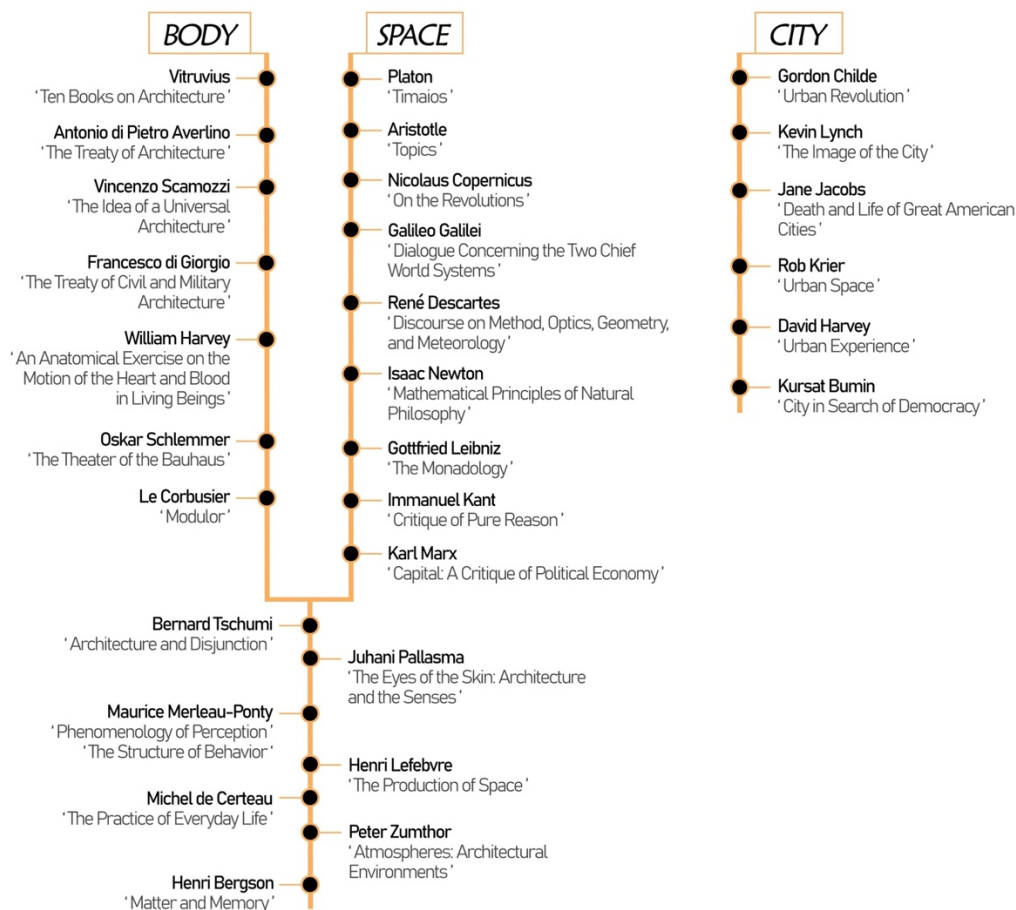 BODY
Vitruvius
'Ten Books on Architecture'
Antonio di Pietro Averlino
'The Treaty of Architecture'
Vincenzo Scamozzi
'The Idea of a Universal
Architecture'
Francesco di Giorgio
'The Treaty of Civil and Military
Architecture'
William Harvey
'An Anatomical Exercise on the
Motion of the Heart and Blood
in Living Beings'
Oskar Schlemmer
'The Theater of the Bauhaus'
Le Corbusier
'Modulor'
SPACE
Platon
'Timaios'
Aristotle
'Topics'
Nicolaus Copernicus
'On the Revolutions'
Galileo Galilei
'Dialogue Concerning the Two Chief
World Systems'
René Descartes
'Discourse on Method, Optics, Geometry,
and Meteorology'
Isaac Newton
'Mathematical Principles of Natural
Philosophy'
Gottfried Leibniz
'The Monadology'
Immanuel Kant
'Critique of Pure Reason'
Karl Marx
'Capital: A Critique of Political Economy'
CITY
Gordon Childe
'Urban Revolution'
Kevin Lynch
'The Image of the City'
Jane Jacobs
'Death and Life of Great American
Cities'
Rob Krier
'Urban Space'
David Harvey
'Urban Experience'
Kursat Bumin
'City in Search of Democracy'
Bernard Tschumi
'Architecture and Disjunction'
Juhani Pallasma
'The Eyes of the Skin: Architecture
and the Senses'
Maurice Merleau-Ponty
'Phenomenology of Perception'
'The Structure of Behavior'
Henri Lefebvre
'The Production of Space'
Michel de Certeau
'The Practice of Everyday Life'
Peter Zumthor
'Atmospheres: Architectural
Environments'
Henri Bergson
'Matter and Memory'